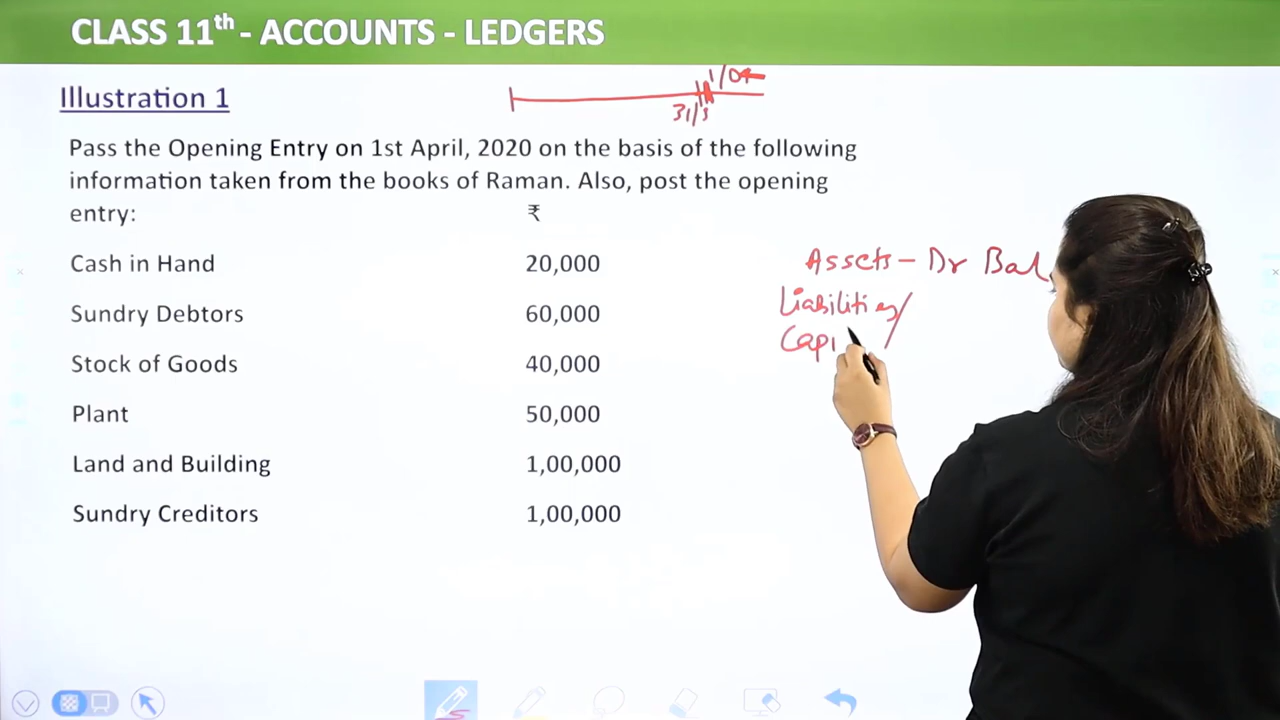 CLASS 11th - ACCOUNTS - LEDGERS
Illustration 1
1/04
31/3
Pass the Opening Entry on 1st April, 2020 on the basis of the following
information taken from the books of Raman. Also, post the opening
entry: ₹
Cash in Hand 20,000
Sundry Debtors 60,000
Stock of Goods 40,000
Plant 50,000
Land and Building 1,00,000
Sundry Creditors 1,00,000
Assets - Dr Bal
Liabilities/
Capi